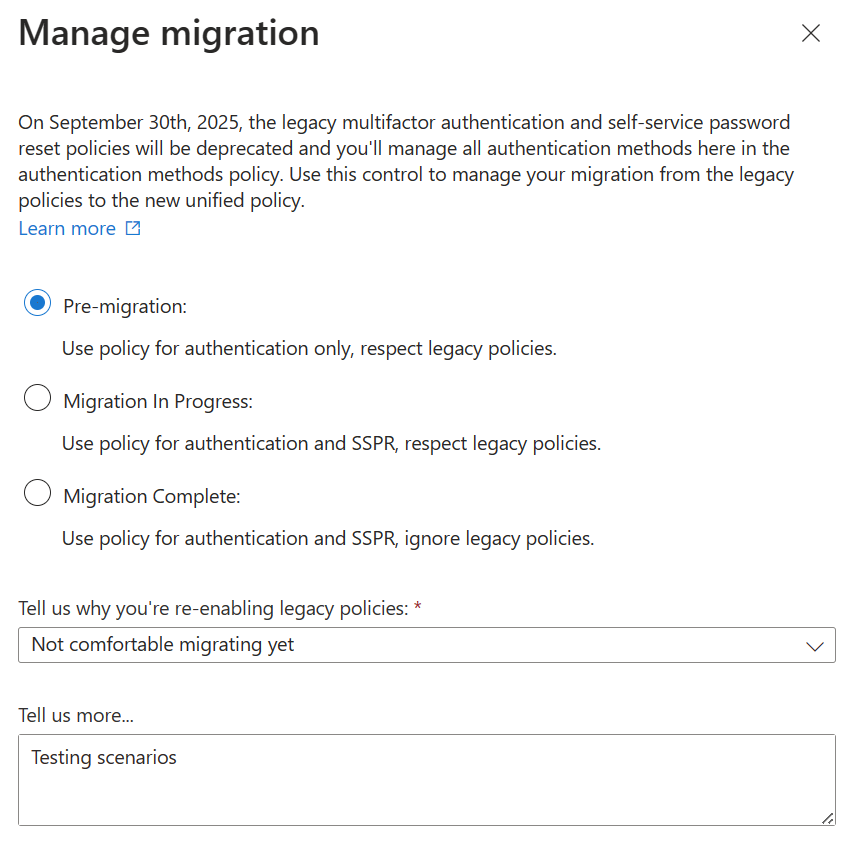 Manage migration
On September 30th, 2025, the legacy multifactor authentication and self-service password
reset policies will be deprecated and you'll manage all authentication methods here in the
authentication methods policy. Use this control to manage your migration from the legacy
policies to the new unified policy.
Learn more
Pre-migration:
Use policy for authentication only, respect legacy policies.
Migration In Progress:
Use policy for authentication and SSPR, respect legacy policies.
Migration Complete:
Use policy for authentication and SSPR, ignore legacy policies.
Tell us why you're re-enabling legacy policies: *
Not comfortable migrating yet
Tell us more...
Testing scenarios